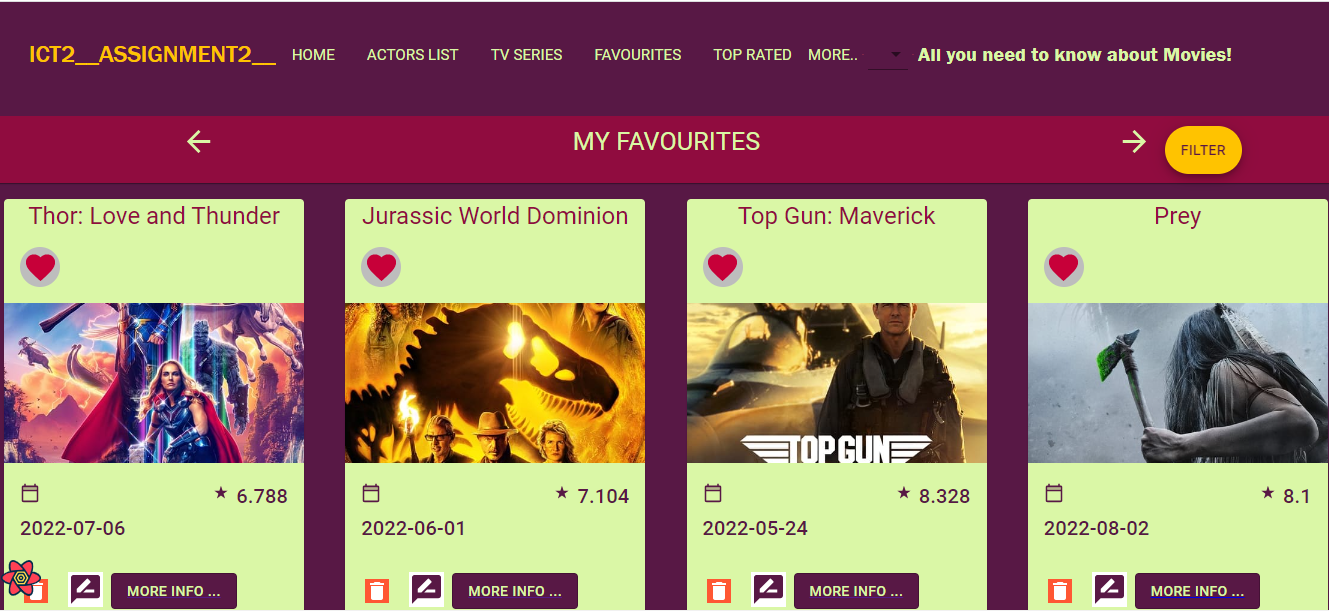 ICT2__ASSIGNMENT2__ HOME ACTORS LIST TV SERIES FAVOURITES TOP RATED MORE.. All you need to know about Movies!
MY FAVOURITES FILTER
Thor: Love and Thunder Jurassic World Dominion Top Gun: Maverick Prey
TOP GUN
6.788 7.104 8.328 8.1
2022-07-06 2022-06-01 2022-05-24 2022-08-02
MORE INFO ... MORE INFO ... MORE INFO ... MORE INFO ...